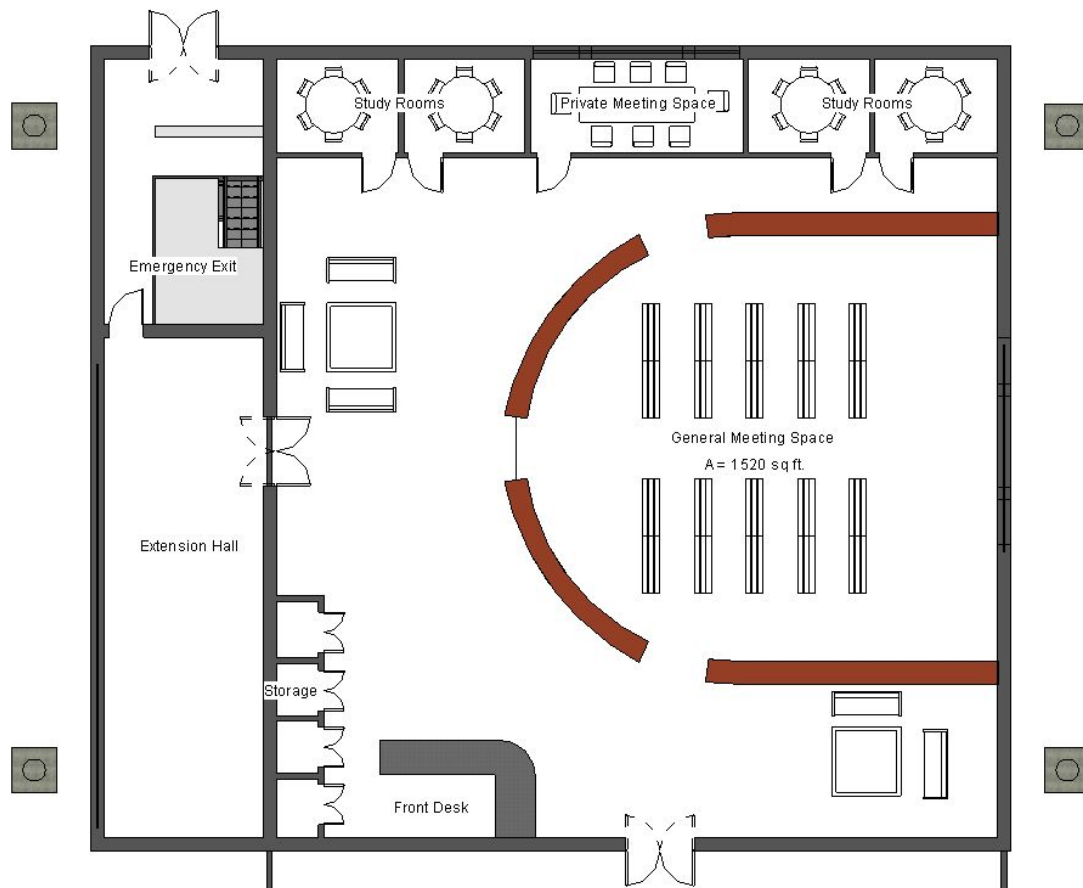 Study Rooms
Private Meeting Space
Study Rooms
Emergency Exit
General Meeting Space
A= 1520 sq ft.
Extension Hall
Storage
Front Desk